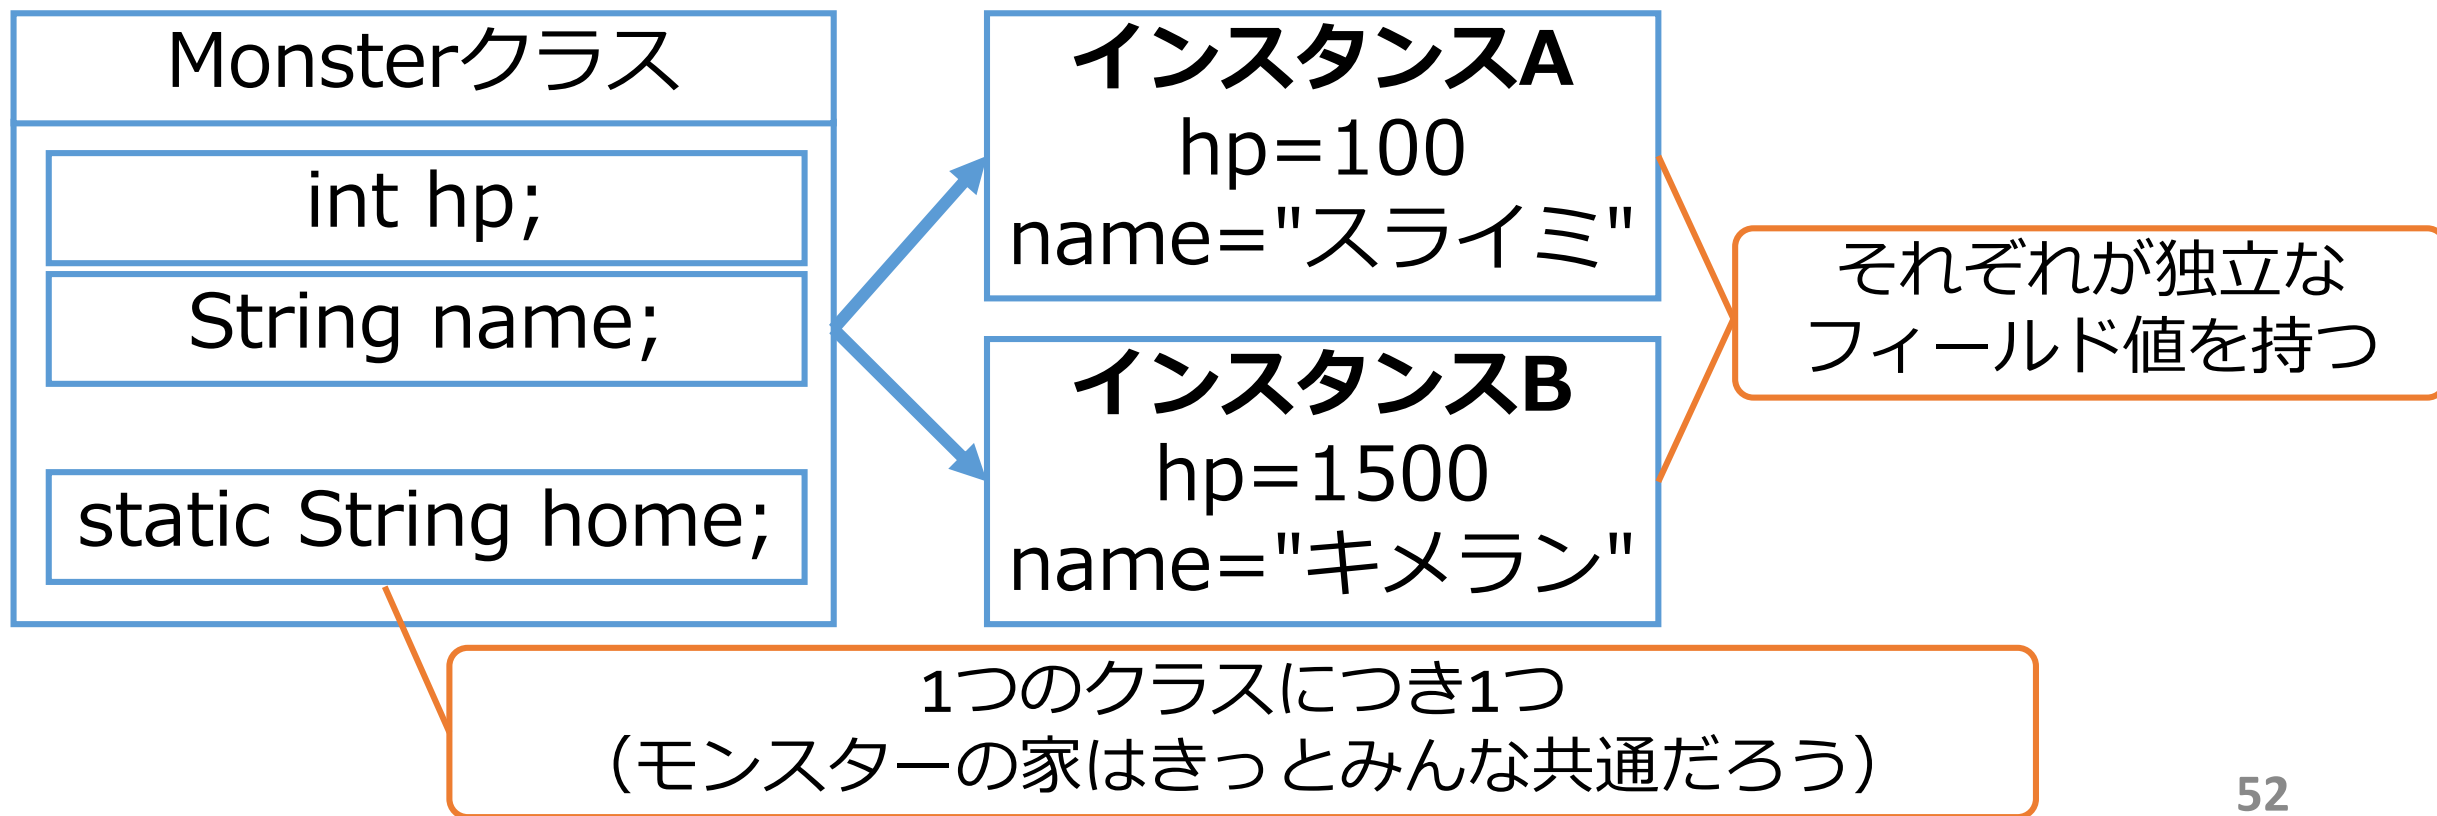 Monsterクラス
int hp;
String name;
static String home;
インスタンスA
hp=100
name="スライミ"
インスタンスB
hp=1500
name="キメラン"
それぞれが独立な
フィールド値を持つ
1つのクラスにつき1つ
（モンスターの家はきっとみんな共通だろう）
52